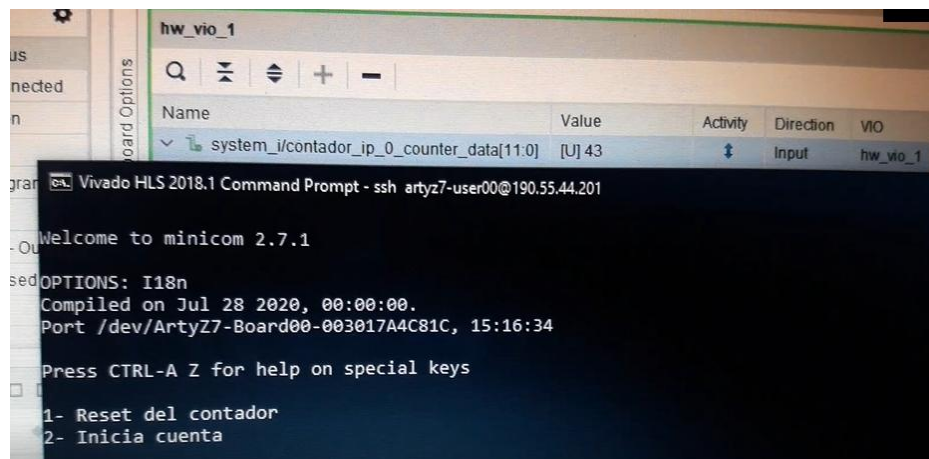 hw_vio_1
us
nected
n
Board Options
Name Value Activity Direction VIO
system_i/contador_ip_0_counter_data[11:0] [U] 43 Input hw_vio_1
Vivado HLS 2018.1 Command Prompt - ssh artyz7-user00@190.55.44.201
Welcome to minicom 2.7.1
OPTIONS: I18n
Compiled on Jul 28 2020, 00:00:00.
Port /dev/ArtyZ7-Board00-003017A4C81C, 15:16:34
Press CTRL-A Z for help on special keys
1- Reset del contador
2- Inicia cuenta